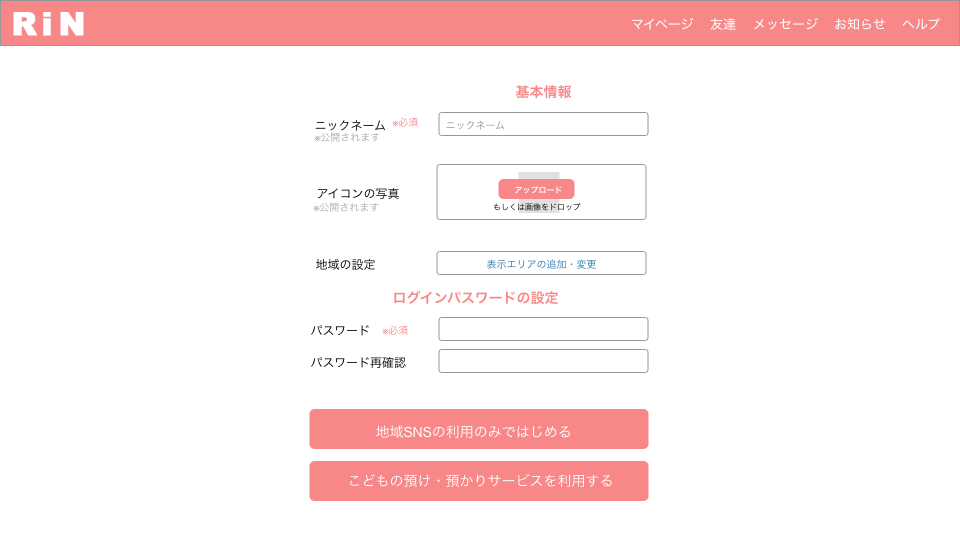 RiN
マイページ 友達 メッセージ お知らせ ヘルプ
基本情報
ニックネーム ※必須
※公開されます
ニックネーム
アイコンの写真
※公開されます
アップロード
もしくは画像をドロップ
地域の設定
表示エリアの追加・変更
ログインパスワードの設定
パスワード ※必須
パスワード再確認
地域SNSの利用のみではじめる
こどもの預け・預かりサービスを利用する